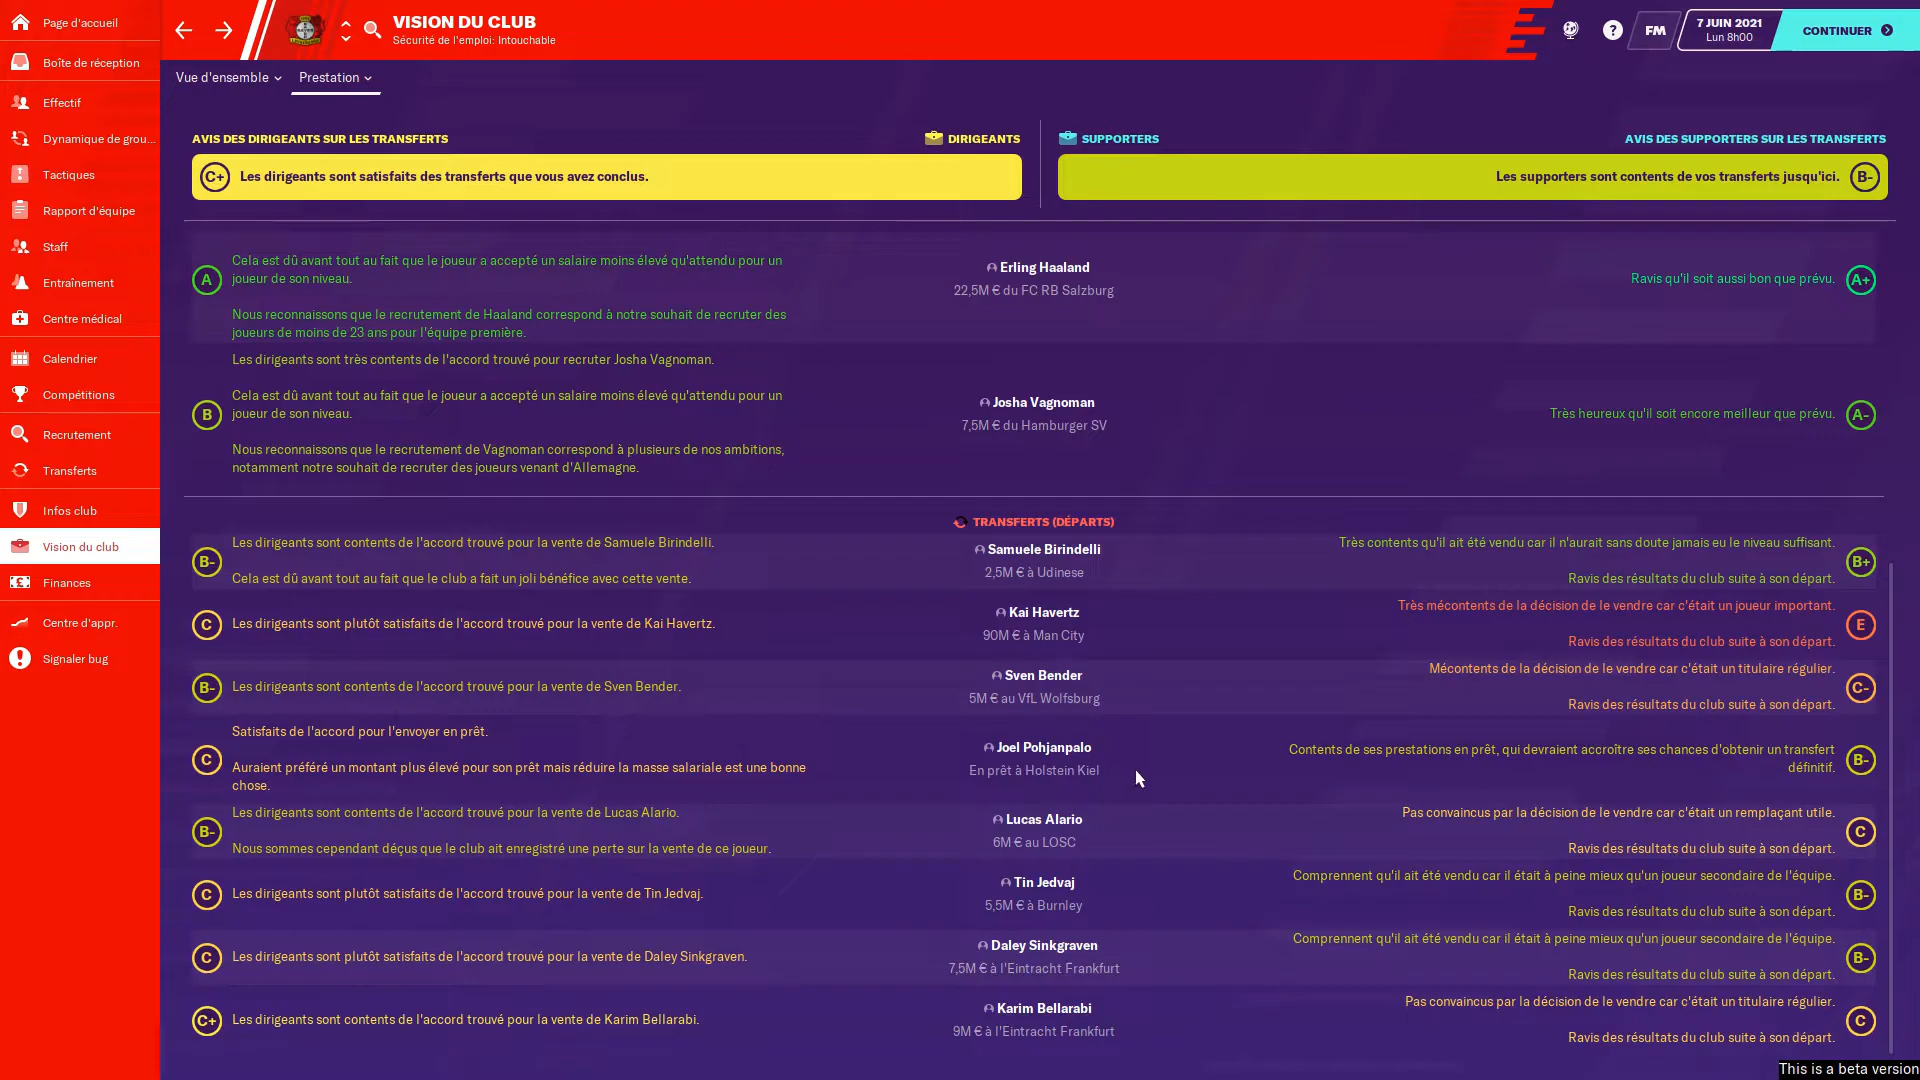 Page d'accueil
Boîte de réception
Effectif
Dynamique de grou...
Tactiques
Rapport d'équipe
Staff
Entraînement
Centre médical
Calendrier
Compétitions
Recrutement
Transferts
Infos club
Vision du club
Finances
Centre d'appr.
Signaler bug
VISION DU CLUB
Sécurité de l'emploi: Intouchable
?
FM
7 JUIN 2021
Lun 8h00
CONTINUER
Vue d'ensemble
Prestation
AVIS DES DIRIGEANTS SUR LES TRANSFERTS
DIRIGEANTS
SUPPORTERS
AVIS DES SUPPORTERS SUR LES TRANSFERTS
C+ Les dirigeants sont satisfaits des transferts que vous avez conclus.
Les supporters sont contents de vos transferts jusqu'ici. B-
A
Cela est dû avant tout au fait que le joueur a accepté un salaire moins élevé qu'attendu pour un
joueur de son niveau.
Nous reconnaissons que le recrutement de Haaland correspond à notre souhait de recruter des
joueurs de moins de 23 ans pour l'équipe première.
Erling Haaland
22,5M € du FC RB Salzburg
Ravis qu'il soit aussi bon que prévu. A+
Les dirigeants sont très contents de l'accord trouvé pour recruter Josha Vagnoman.
Cela est dû avant tout au fait que le joueur a accepté un salaire moins élevé qu'attendu pour un
B joueur de son niveau.
Nous reconnaissons que le recrutement de Vagnoman correspond à plusieurs de nos ambitions,
notamment notre souhait de recruter des joueurs venant d'Allemagne.
Josha Vagnoman
7,5M € du Hamburger SV
Très heureux qu'il soit encore meilleur que prévu. A-
TRANSFERTS (DÉPARTS)
Les dirigeants sont contents de l'accord trouvé pour la vente de Samuele Birindelli.
B-
Cela est dû avant tout au fait que le club a fait un joli bénéfice avec cette vente.
Samuele Birindelli
2,5M € à Udinese
Très contents qu'il ait été vendu car il n'aurait sans doute jamais eu le niveau suffisant.
B+
Ravis des résultats du club suite à son départ.
C Les dirigeants sont plutôt satisfaits de l'accord trouvé pour la vente de Kai Havertz.
Kai Havertz
90M € à Man City
Très mécontents de la décision de le vendre car c'était un joueur important.
E
Ravis des résultats du club suite à son départ.
B- Les dirigeants sont contents de l'accord trouvé pour la vente de Sven Bender.
Sven Bender
5M € au VfL Wolfsburg
Mécontents de la décision de le vendre car c'était un titulaire régulier.
C-
Ravis des résultats du club suite à son départ.
Satisfaits de l'accord pour l'envoyer en prêt.
C
Auraient préféré un montant plus élevé pour son prêt mais réduire la masse salariale est une bonne
chose.
Joel Pohjanpalo
En prêt à Holstein Kiel
Contents de ses prestations en prêt, qui devraient accroître ses chances d'obtenir un transfert
définitif. B-
Les dirigeants sont contents de l'accord trouvé pour la vente de Lucas Alario.
B-
Nous sommes cependant déçus que le club ait enregistré une perte sur la vente de ce joueur.
Lucas Alario
6M € au LOSC
Pas convaincus par la décision de le vendre car c'était un remplaçant utile.
C
Ravis des résultats du club suite à son départ.
C Les dirigeants sont plutôt satisfaits de l'accord trouvé pour la vente de Tin Jedvaj.
Tin Jedvaj
5,5M € à Burnley
Comprennent qu'il ait été vendu car il était à peine mieux qu'un joueur secondaire de l'équipe.
B-
Ravis des résultats du club suite à son départ.
C Les dirigeants sont plutôt satisfaits de l'accord trouvé pour la vente de Daley Sinkgraven.
Daley Sinkgraven
7,5M € à l'Eintracht Frankfurt
Comprennent qu'il ait été vendu car il était à peine mieux qu'un joueur secondaire de l'équipe.
B-
Ravis des résultats du club suite à son départ.
C+ Les dirigeants sont contents de l'accord trouvé pour la vente de Karim Bellarabi.
Karim Bellarabi
9M € à l'Eintracht Frankfurt
Pas convaincus par la décision de le vendre car c'était un titulaire régulier.
C
Ravis des résultats du club suite à son départ.
This is a beta version